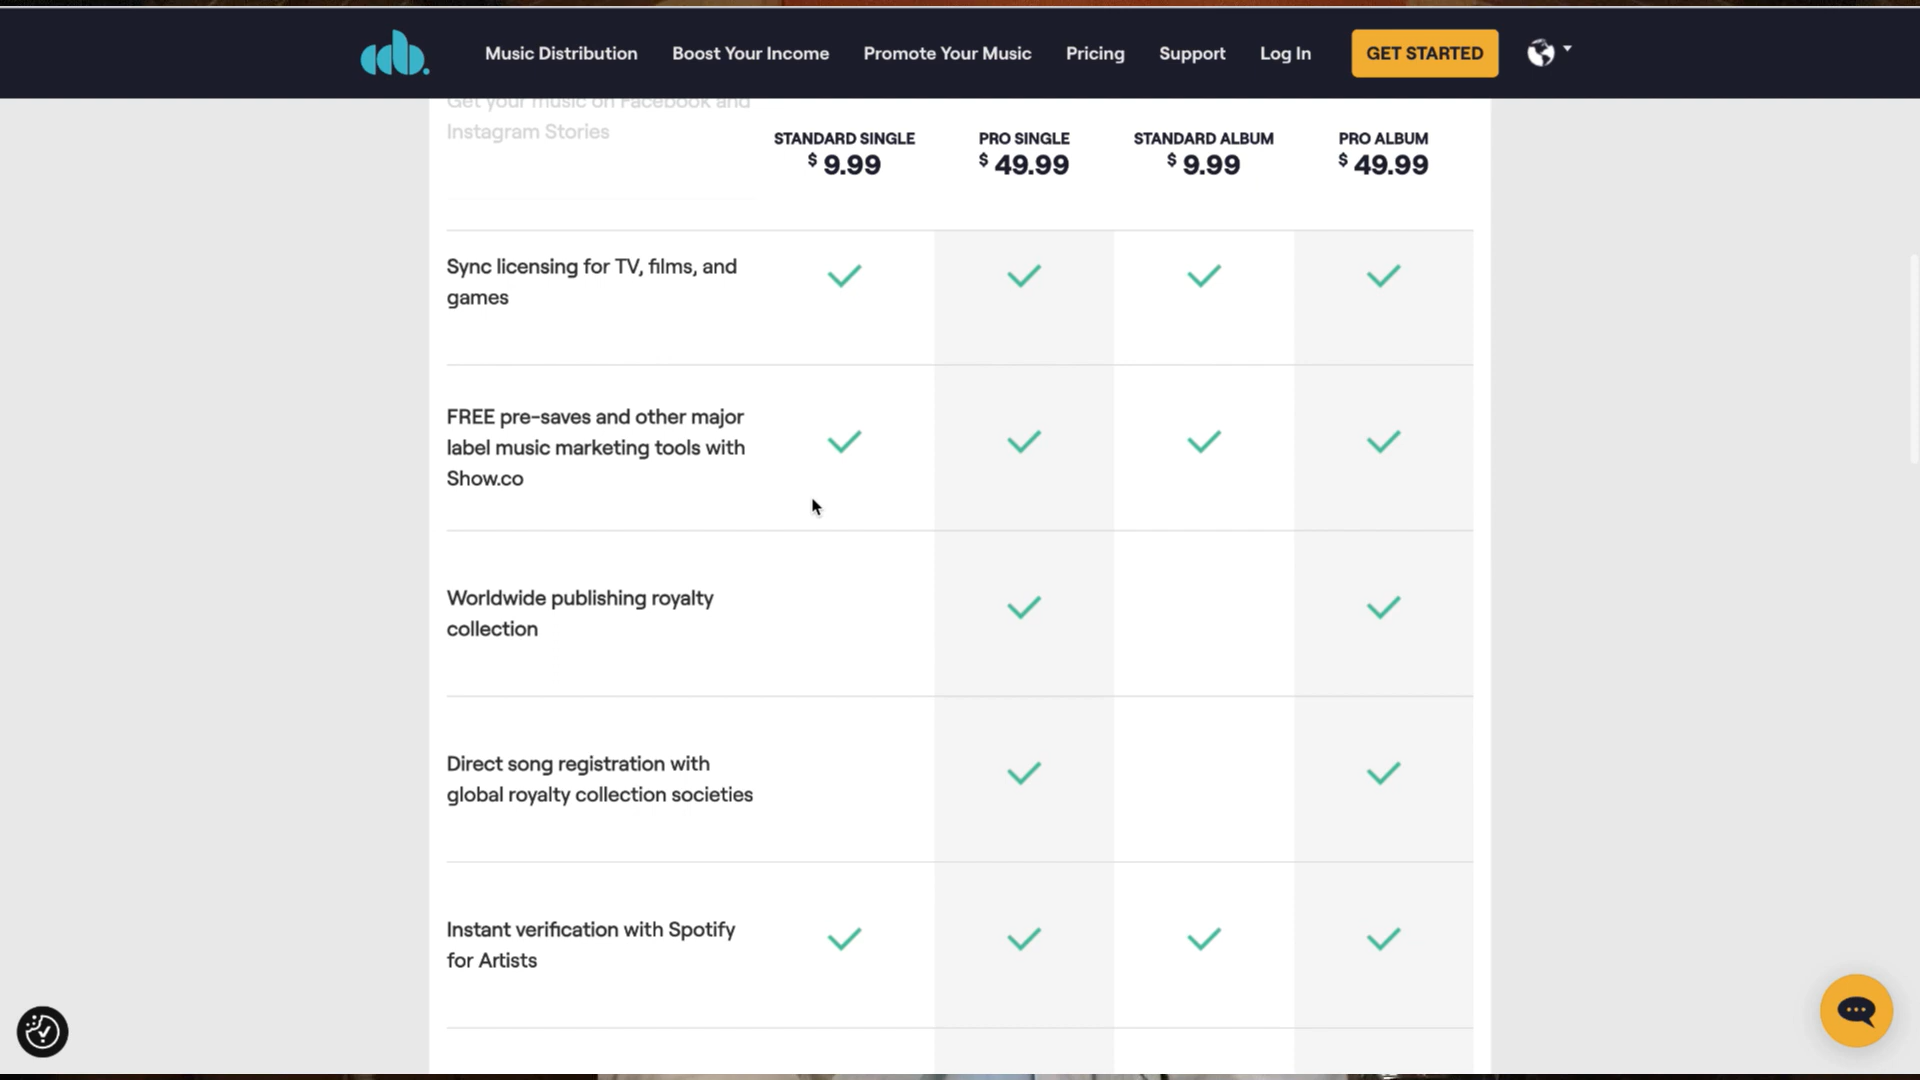 cdb.
Music Distribution
Boost Your Income
Promote Your Music
Pricing
Support
Log In
GET STARTED
Get your music on Facebook and
Instagram Stories
STANDARD SINGLE
$ 9.99
PRO SINGLE
$ 49.99
STANDARD ALBUM
$ 9.99
PRO ALBUM
$ 49.99
Sync licensing for TV, films, and
games
FREE pre-saves and other major
label music marketing tools with
Show.co
Worldwide publishing royalty
collection
Direct song registration with
global royalty collection societies
Instant verification with Spotify
for Artists